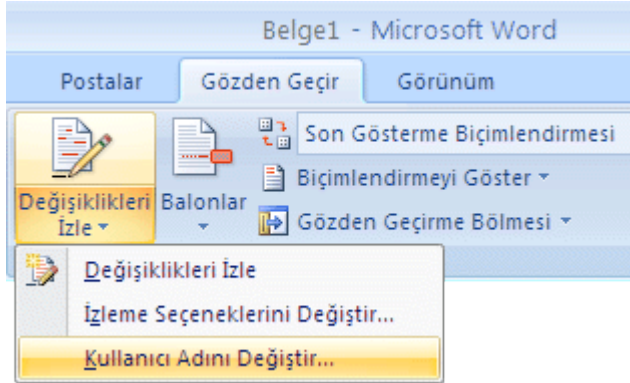 Belge1 - Microsoft Word
Postalar Gözden Geçir Görünüm
Son Gösterme Biçimlendirmesi
Biçimlendirmeyi Göster
Gözden Geçirme Bölmesi
Değişiklikleri
İzle
Balonlar
Değişiklikleri İzle
İzleme Seçeneklerini Değiştir...
Kullanıcı Adını Değiştir...